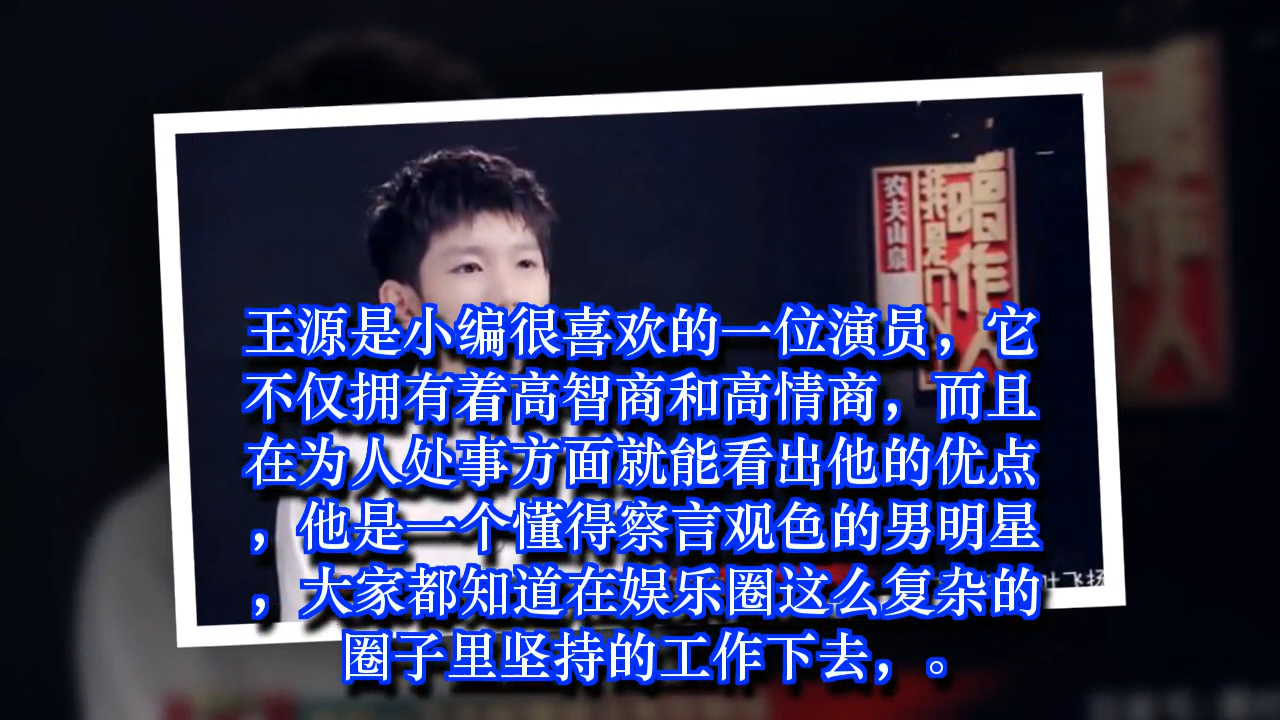 农夫山泉
我是
唱作人
王源是小编很喜欢的一位演员，它
不仅拥有着高智商和高情商，而且
在为人处事方面就能看出他的优点
，他是一个懂得察言观色的男明星
，大家都知道在娱乐圈这么复杂的
圈子里坚持的工作下去，。
飞扬